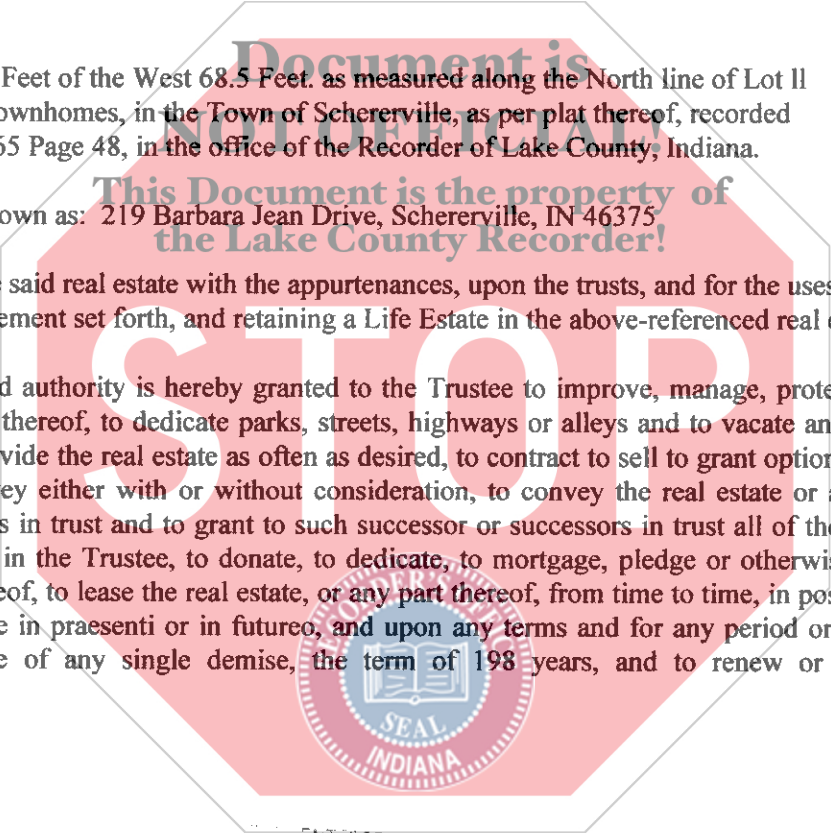 Document is
Feet of the West 68.5 Feet. as measured along the North line of Lot ll
ownhomes, in the Town of Schererville, as per plat thereof, recorded
NOT OFFICIAL!
65 Page 48, in the office of the Recorder of Lake County, Indiana.
This Document is the property of
own as: 219 Barbara Jean Drive, Schererville, IN 46375
the Lake County Recorder!
said real estate with the appurtenances, upon the trusts, and for the uses
ement set forth, and retaining a Life Estate in the above-referenced real
STOP
d authority is hereby granted to the Trustee to improve, manage, prote
thereof, to dedicate parks, streets, highways or alleys and to vacate an
vide the real estate as often as desired, to contract to sell to grant option
ey either with or without consideration, to convey the real estate or
s in trust and to grant to such successor or successors in trust all of the
in the Trustee, to donate, to dedicate, to mortgage, pledge or otherwi
eof, to lease the real estate, or any part thereof, from time to time, in pos
e in praesenti or in futureo, and upon any terms and for any period or
e of any single demise, the term of 198 years, and to renew or
RECORDER'S SEAL
SEAL
INDIANA